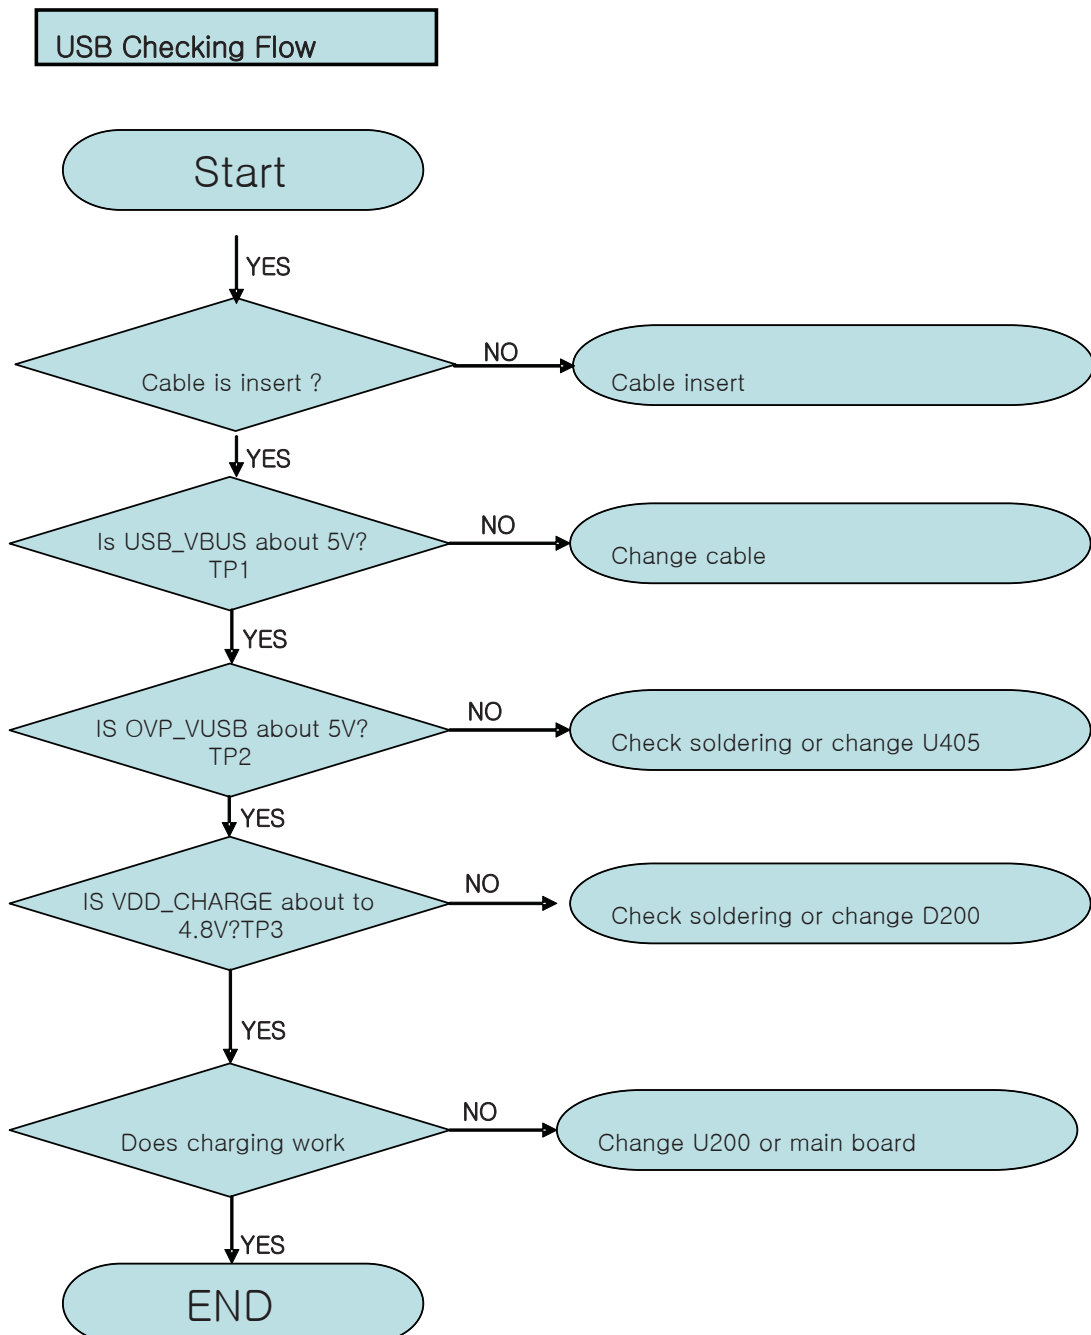 USB Checking Flow
Start
YES
Cable is insert ?
NO
Cable insert
YES
Is USB_VBUS about 5V?
TP1
NO
Change cable
YES
IS OVP_VUSB about 5V?
TP2
NO
Check soldering or change U405
YES
IS VDD_CHARGE about to
4.8V?TP3
NO
Check soldering or change D200
YES
Does charging work
NO
Change U200 or main board
YES
END